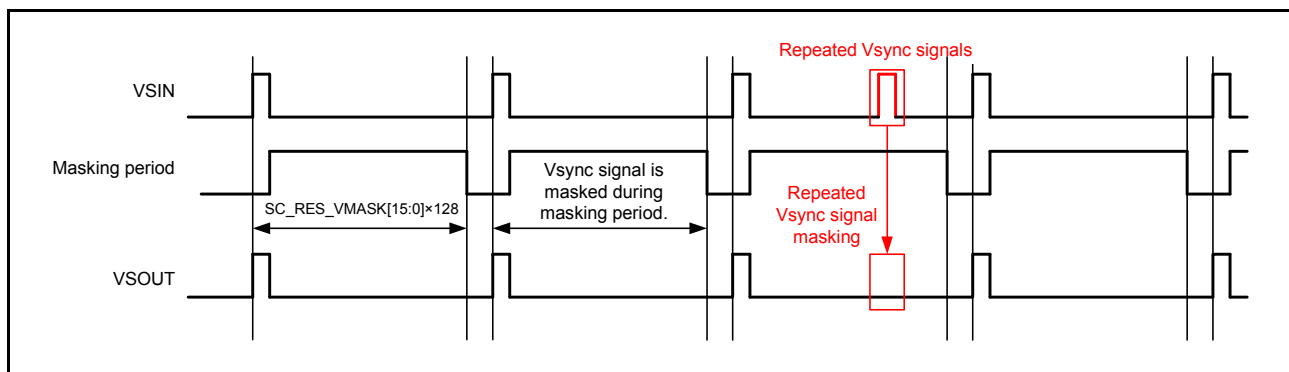 Repeated Vsync signals
VSIN
Masking period
Vsync signal is
masked during
masking period.
SC_RES_VMASK[15:0]×128
Repeated
Vsync signal
masking
VSOUT